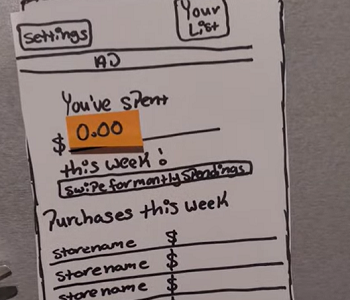 Settings
Your
List
AD
You've spent
$ 0.00
this week!
swipe for montly spendings
Purchases this week
storename $
storename $
storename $